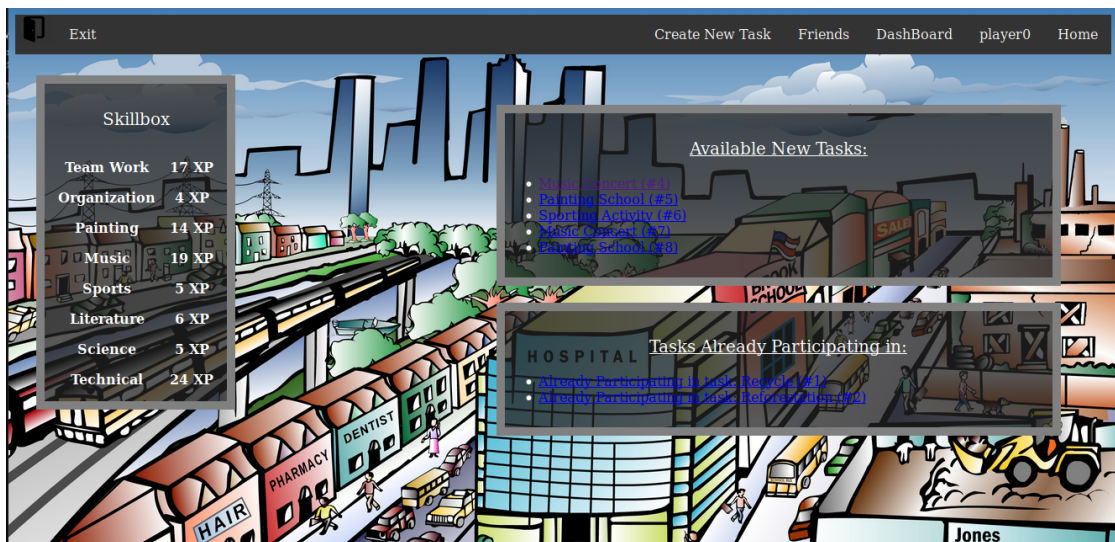 Exit
Create New Task Friends DashBoard player0 Home
Skillbox
Team Work 17 XP
Organization 4 XP
Painting 14 XP
Music 19 XP
Sports 5 XP
Literature 6 XP
Science 5 XP
Technical 24 XP
Available New Tasks:
Music Concert (#4)
Painting School (#5)
Sporting Activity (#6)
Music Concert (#7)
Painting School (#8)
Tasks Already Participating in:
Already Participating in task: Recycle (#1)
Already Participating in task: Reforestation (#2)
SALE
SCHOOL
HOSPITAL
DENTIST
PHARMACY
HAIR
Jones